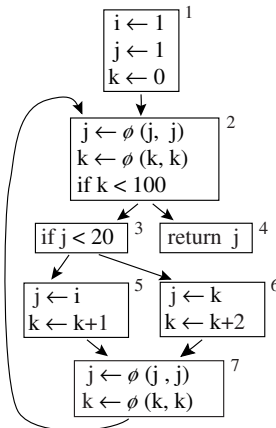 1
i ← 1
j ← 1
k ← 0
2
j ← ø (j, j)
k ← ø (k, k)
if k < 100
3
if j < 20
4
return j
5
j ← i
k ← k+1
6
j ← k
k ← k+2
7
j ← ø (j , j)
k ← ø (k, k)